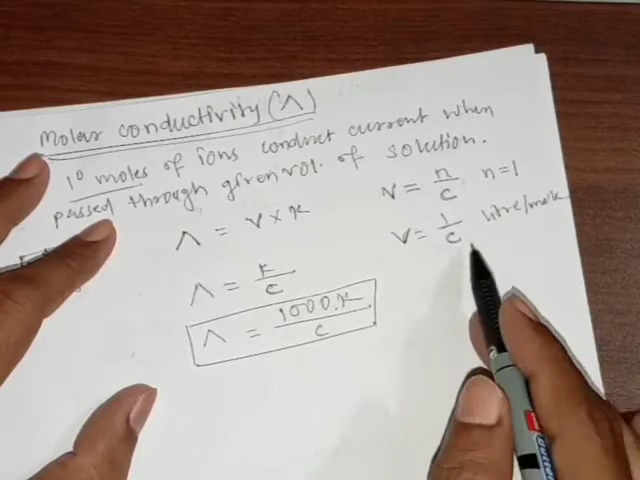 Molar conductivity (Λ)
1⁰ moles of ions conduct current when
passed through given vol. of solution.
Λ = V × K
V = n/C n=1
V = 1/C litre/mole
Λ = K/C
Λ = 1000.K/C